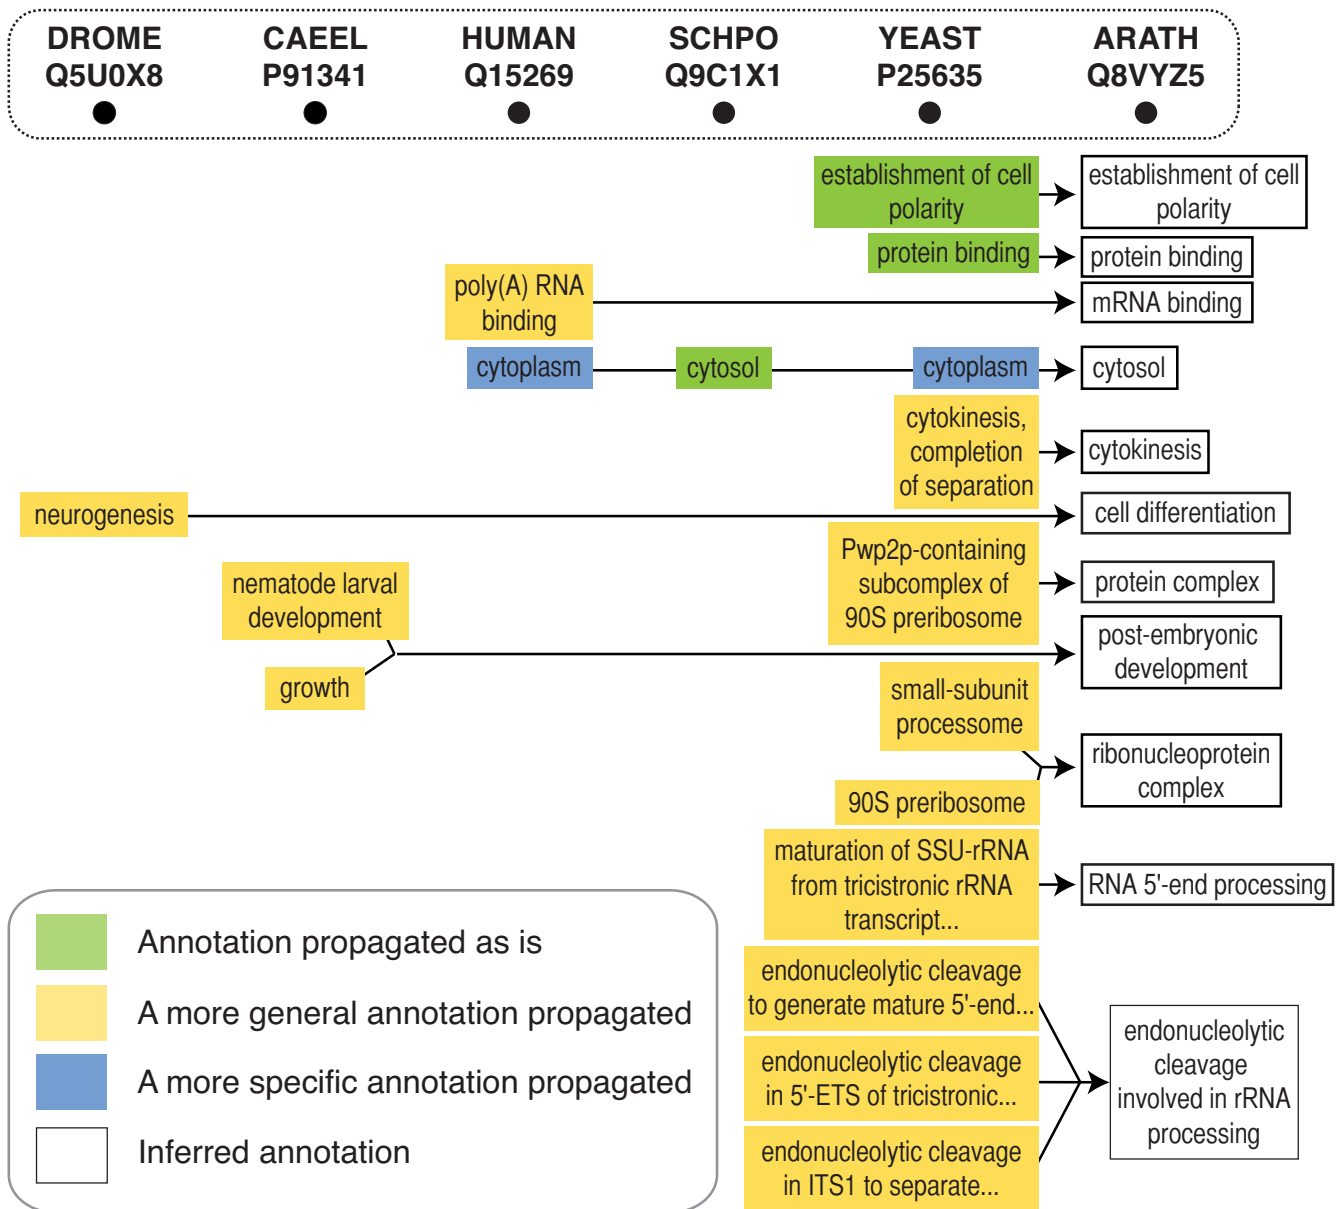 DROME
Q5U0X8
CAEEL
P91341
HUMAN
Q15269
SCHPO
Q9C1X1
YEAST
P25635
ARATH
Q8VYZ5
establishment of cell
polarity
establishment of cell
polarity
protein binding
protein binding
poly(A) RNA
binding
mRNA binding
cytoplasm
cytosol
cytoplasm
cytosol
cytokinesis,
completion
of separation
cytokinesis
neurogenesis
cell differentiation
Pwp2p-containing
subcomplex of
90S preribosome
protein complex
nematode larval
development
growth
post-embryonic
development
small-subunit
processome
90S preribosome
ribonucleoprotein
complex
maturation of SSU-rRNA
from tricistronic rRNA
transcript...
RNA 5'-end processing
endonucleolytic cleavage
to generate mature 5'-end...
endonucleolytic cleavage
in 5'-ETS of tricistronic...
endonucleolytic cleavage
in ITS1 to separate...
endonucleolytic
cleavage
involved in rRNA
processing
Annotation propagated as is
A more general annotation propagated
A more specific annotation propagated
Inferred annotation